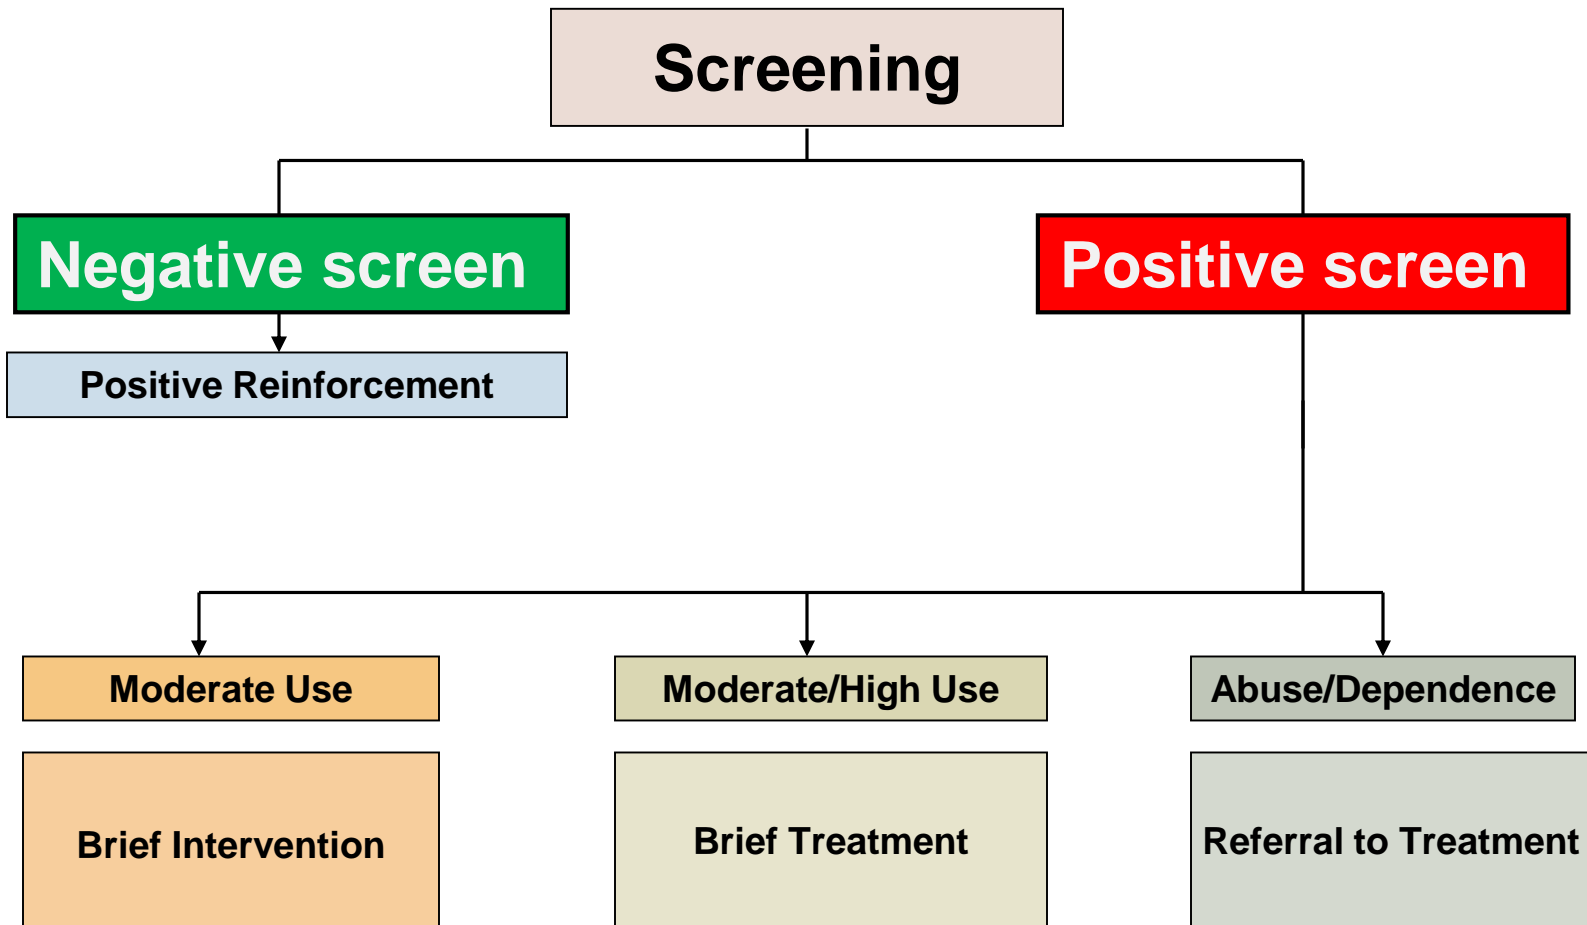 Screening
Negative screen
Positive screen
Positive Reinforcement
Moderate Use
Moderate/High Use
Abuse/Dependence
Brief Intervention
Brief Treatment
Referral to Treatment